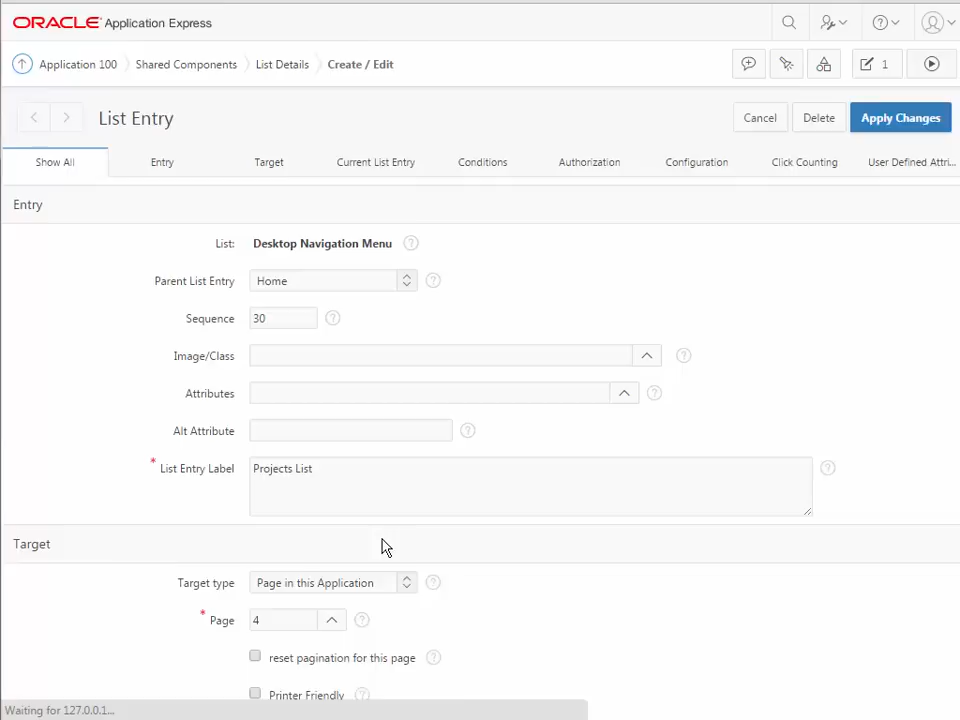 ORACLE Application Express
Application 100 Shared Components List Details Create / Edit
1
List Entry Cancel Delete Apply Changes
Show All Entry Target Current List Entry Conditions Authorization Configuration Click Counting User Defined Attri...
Entry
List: Desktop Navigation Menu ?
Parent List Entry Home ?
Sequence 30 ?
Image/Class ?
Attributes ?
Alt Attribute ?
* List Entry Label Projects List ?
Target
Target type Page in this Application ?
* Page 4 ?
reset pagination for this page ?
Printer Friendly ?
Waiting for 127.0.0.1...